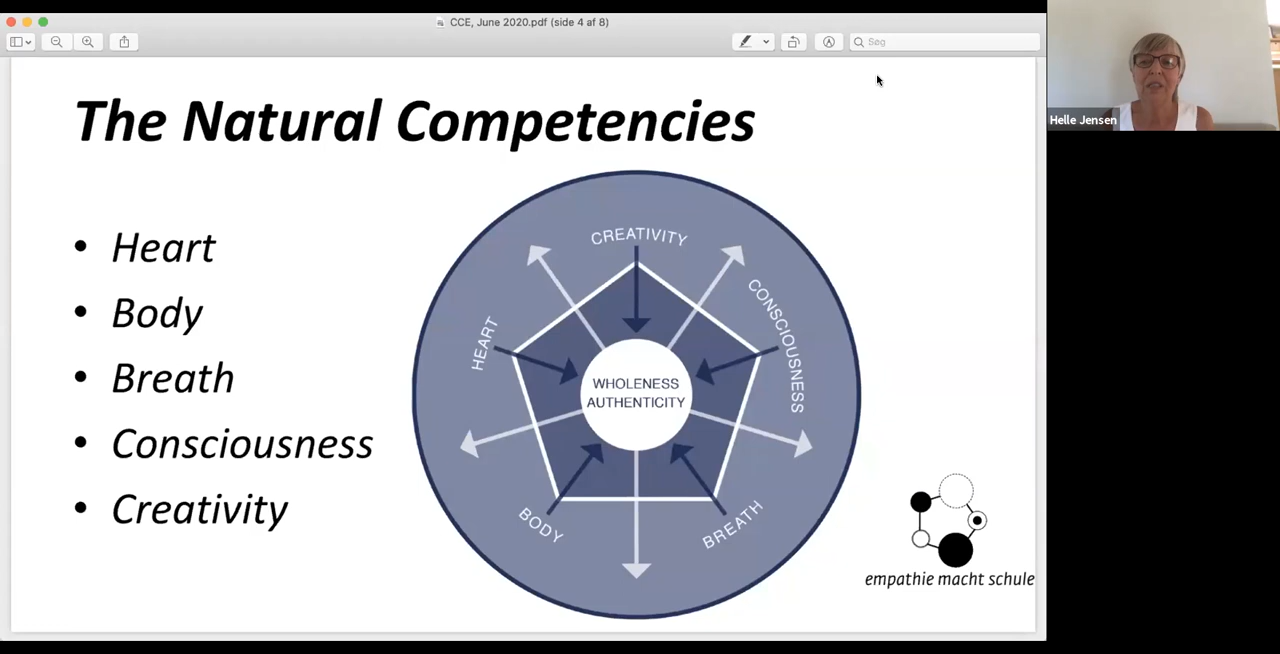 CCE, June 2020.pdf (side 4 af 8)
Søg
Helle Jensen
The Natural Competencies
• Heart
• Body
• Breath
• Consciousness
• Creativity
CREATIVITY
CONSCIOUSNESS
HEART
WHOLENESS
AUTHENTICITY
BODY
BREATH
empathie macht schule